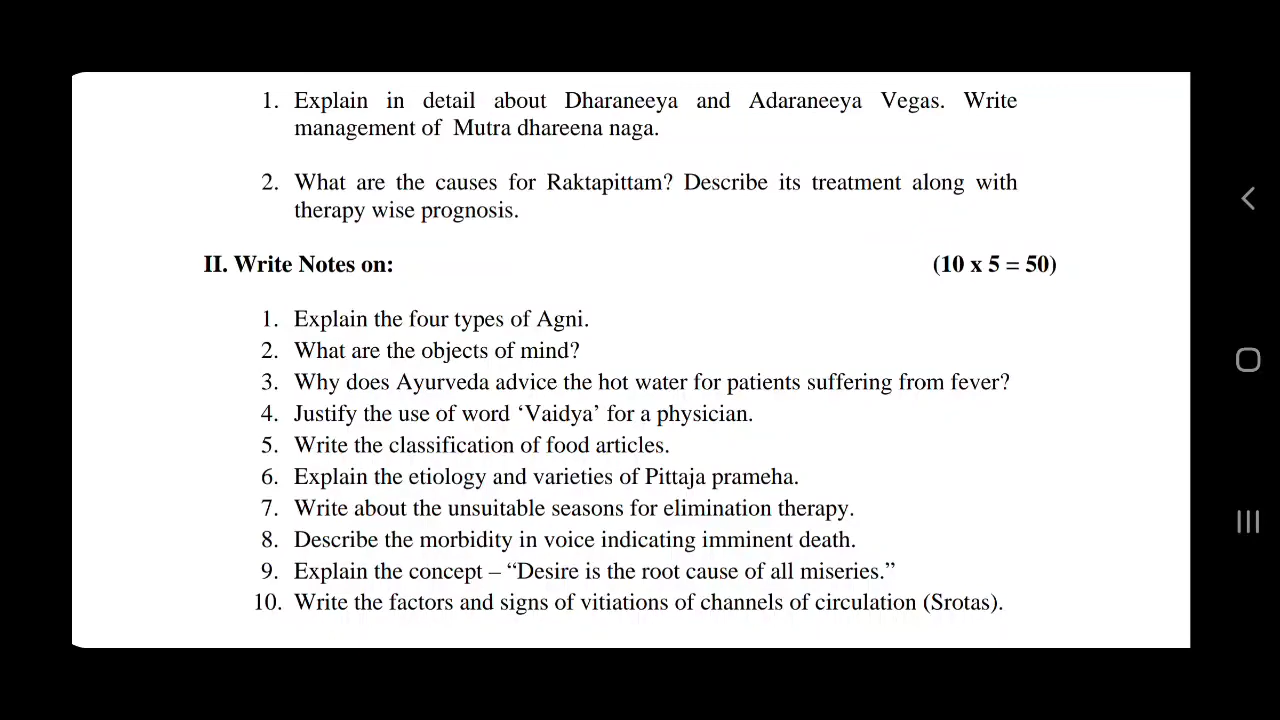 1. Explain in detail about Dharaneeya and Adaraneeya Vegas. Write
management of Mutra dhareena naga.
2. What are the causes for Raktapittam? Describe its treatment along with
therapy wise prognosis.
II. Write Notes on: (10 x 5 = 50)
1. Explain the four types of Agni.
2. What are the objects of mind?
3. Why does Ayurveda advice the hot water for patients suffering from fever?
4. Justify the use of word ‘Vaidya’ for a physician.
5. Write the classification of food articles.
6. Explain the etiology and varieties of Pittaja prameha.
7. Write about the unsuitable seasons for elimination therapy.
8. Describe the morbidity in voice indicating imminent death.
9. Explain the concept – “Desire is the root cause of all miseries.”
10. Write the factors and signs of vitiations of channels of circulation (Srotas).